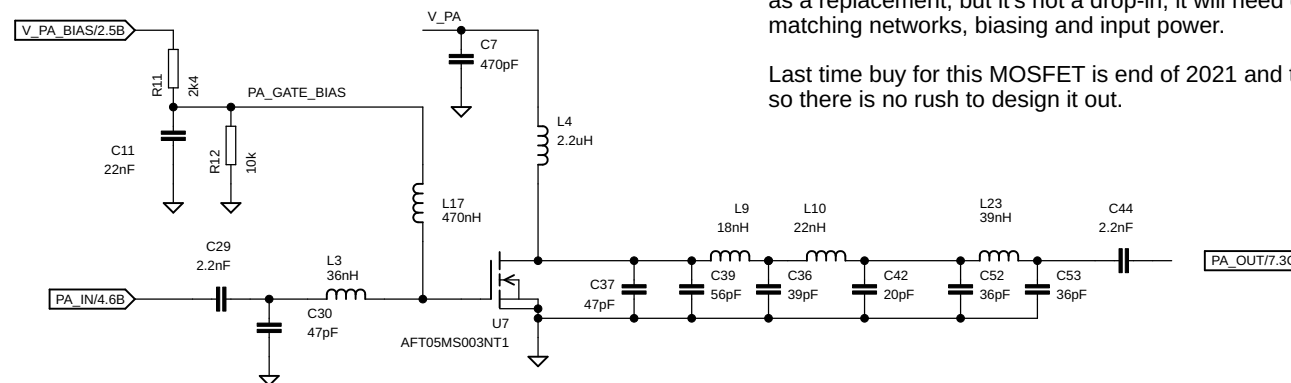 as a replacement, but it's not a drop-in, it will need
matching networks, biasing and input power.
Last time buy for this MOSFET is end of 2021 and
so there is no rush to design it out.
V_PA_BIAS/2.5B
R11
2k4
PA_GATE_BIAS
C11
22nF
R12
10k
V_PA
C7
470pF
L4
2.2uH
L17
470nH
C29
2.2nF
L3
36nH
PA_IN/4.6B
C30
47pF
U7
AFT05MS003NT1
C37
47pF
L9
18nH
C39
56pF
L10
22nH
C36
39pF
C42
20pF
L23
39nH
C52
36pF
C53
36pF
C44
2.2nF
PA_OUT/7.3